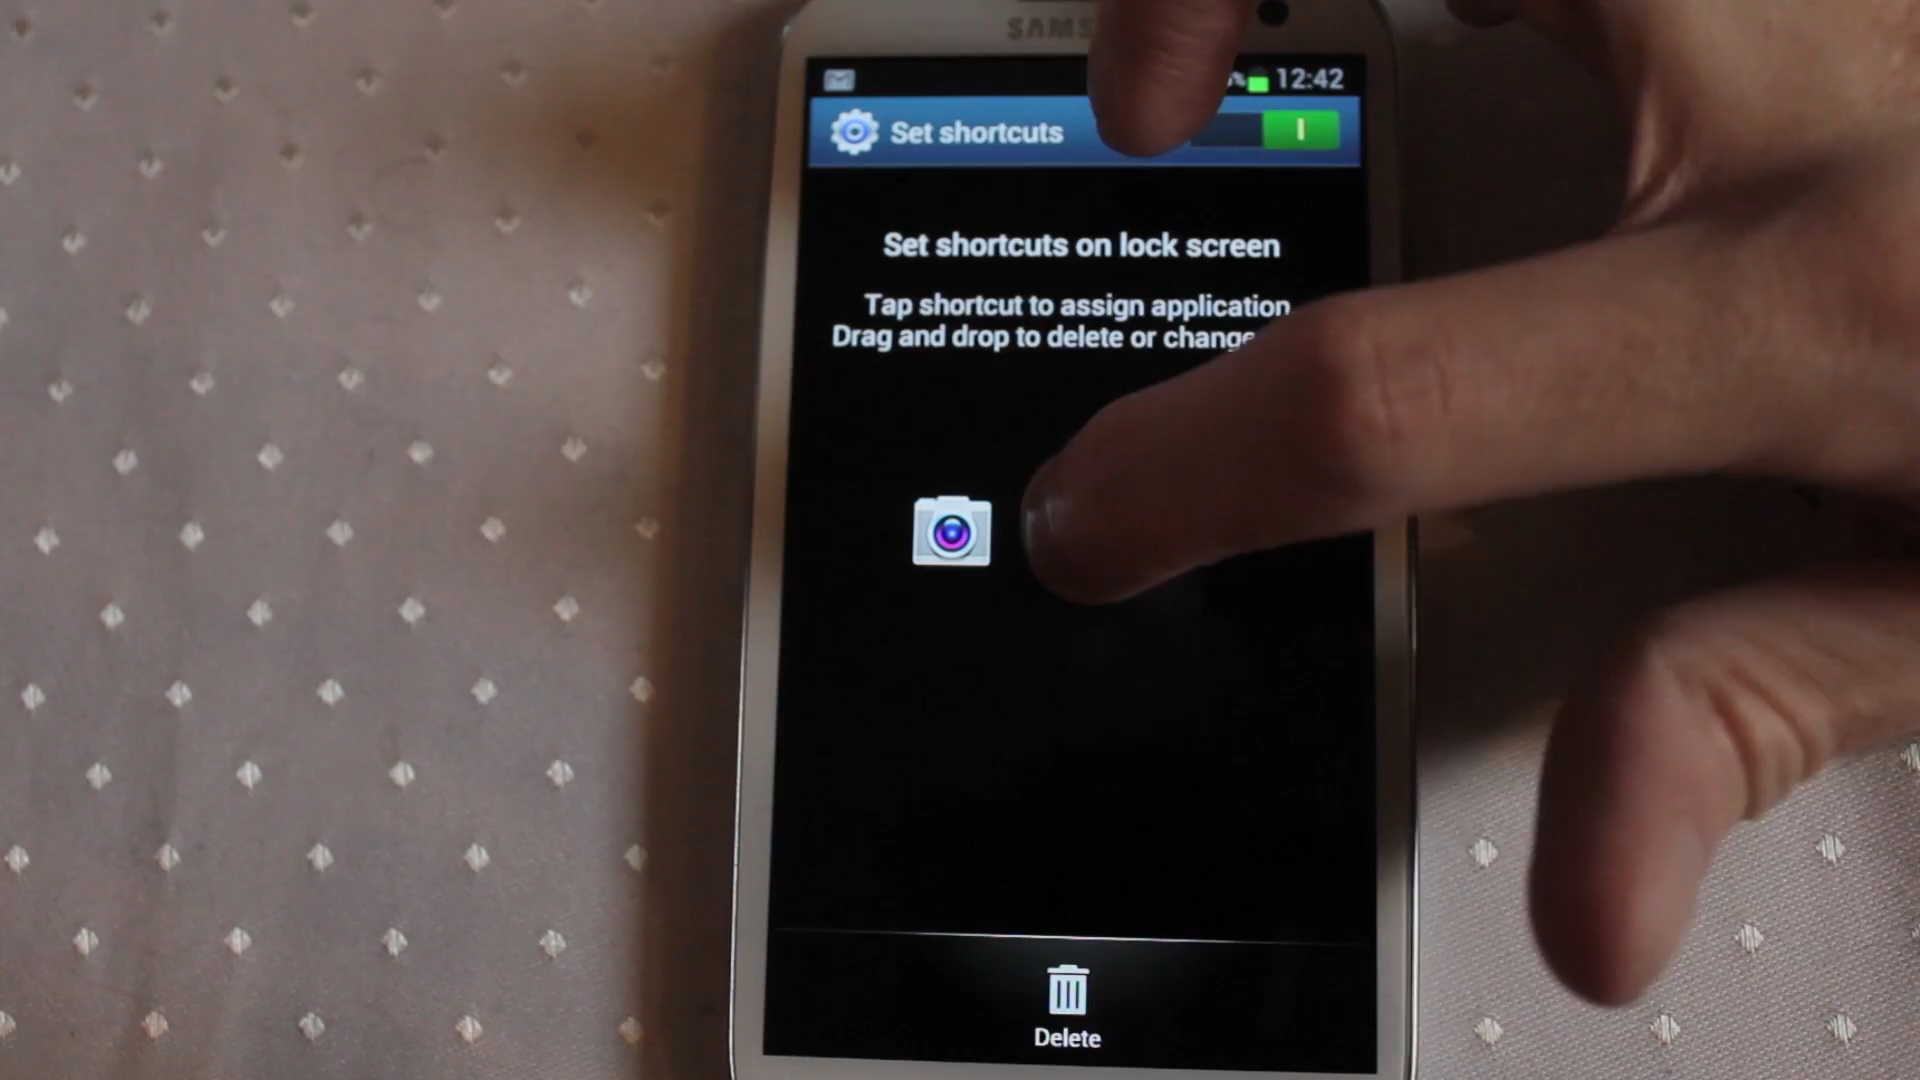 SAMS
12:42
Set shortcuts
Set shortcuts on lock screen
Tap shortcut to assign application
Drag and drop to delete or change
Delete